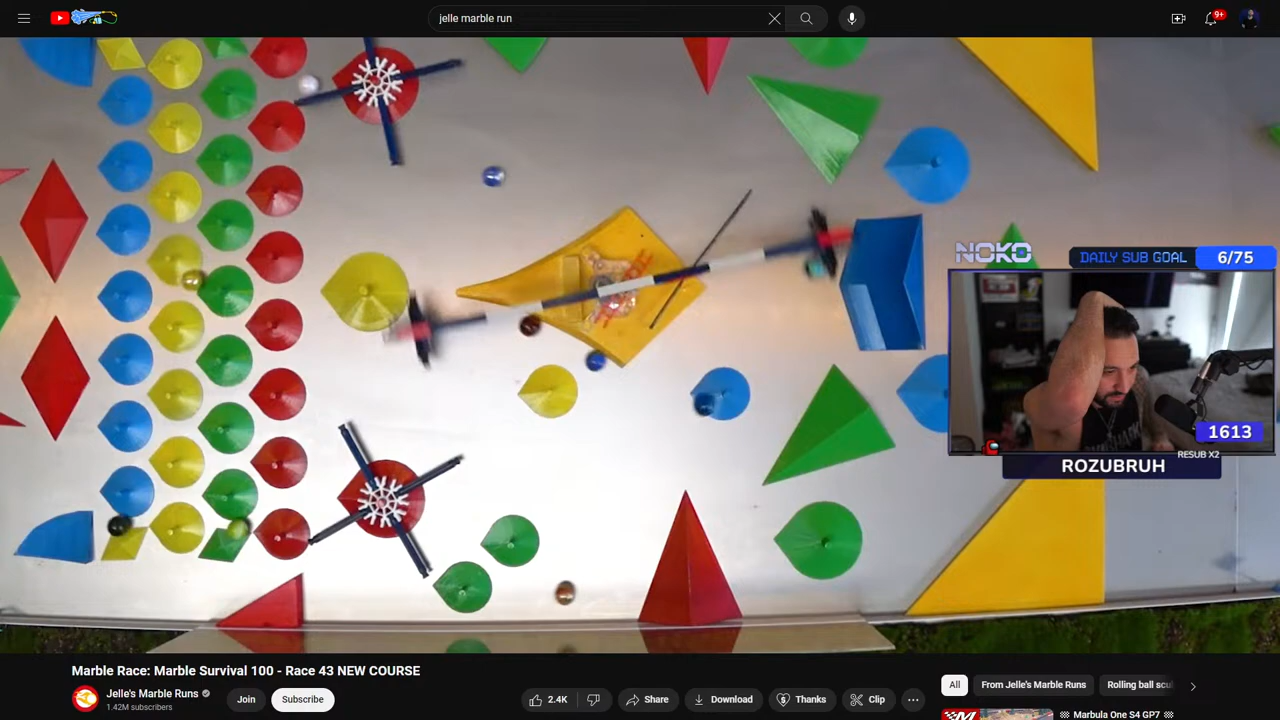 jelle marble run
9+
NOKO
DAILY SUB GOAL 6/75
1613
RESUB X2
ROZUBRUH
Marble Race: Marble Survival 100 - Race 43 NEW COURSE
Jelle's Marble Runs
1.42M subscribers
Join
Subscribe
2.4K
Share
Download
Thanks
Clip
All
From Jelle's Marble Runs
Rolling ball scul
Marbula One S4 GP7